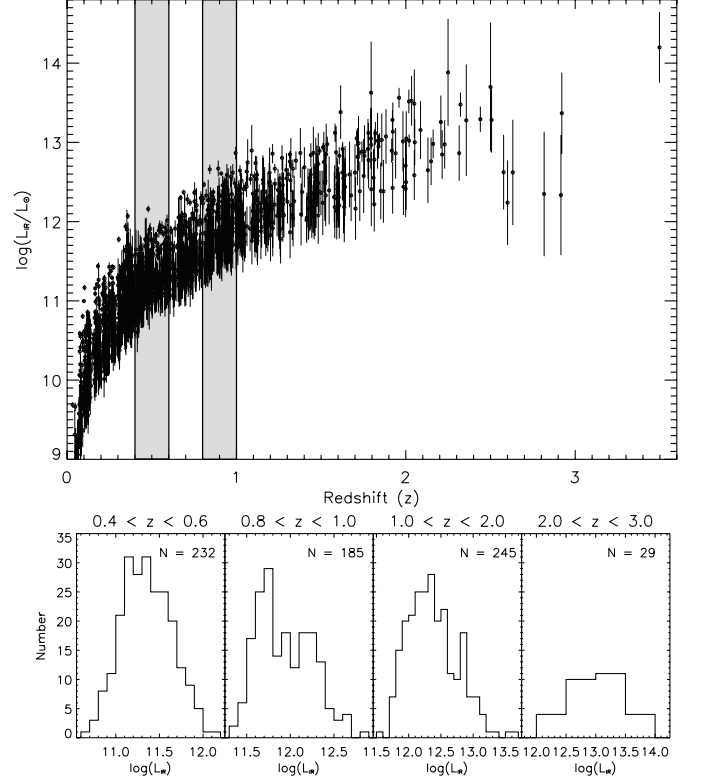 14
13
12
11
10
9
log(L_IR/L_⊙)
0 1 2 3
Redshift (z)
0.4 < z < 0.6 0.8 < z < 1.0 1.0 < z < 2.0 2.0 < z < 3.0
35
30
25
20
15
10
5
0
Number
N = 232 N = 185 N = 245 N = 29
11.0 11.5 12.0 11.5 12.0 12.5 11.5 12.0 12.5 13.0 13.5 12.0 12.5 13.0 13.5 14.0
log(L_IR) log(L_IR) log(L_IR) log(L_IR)